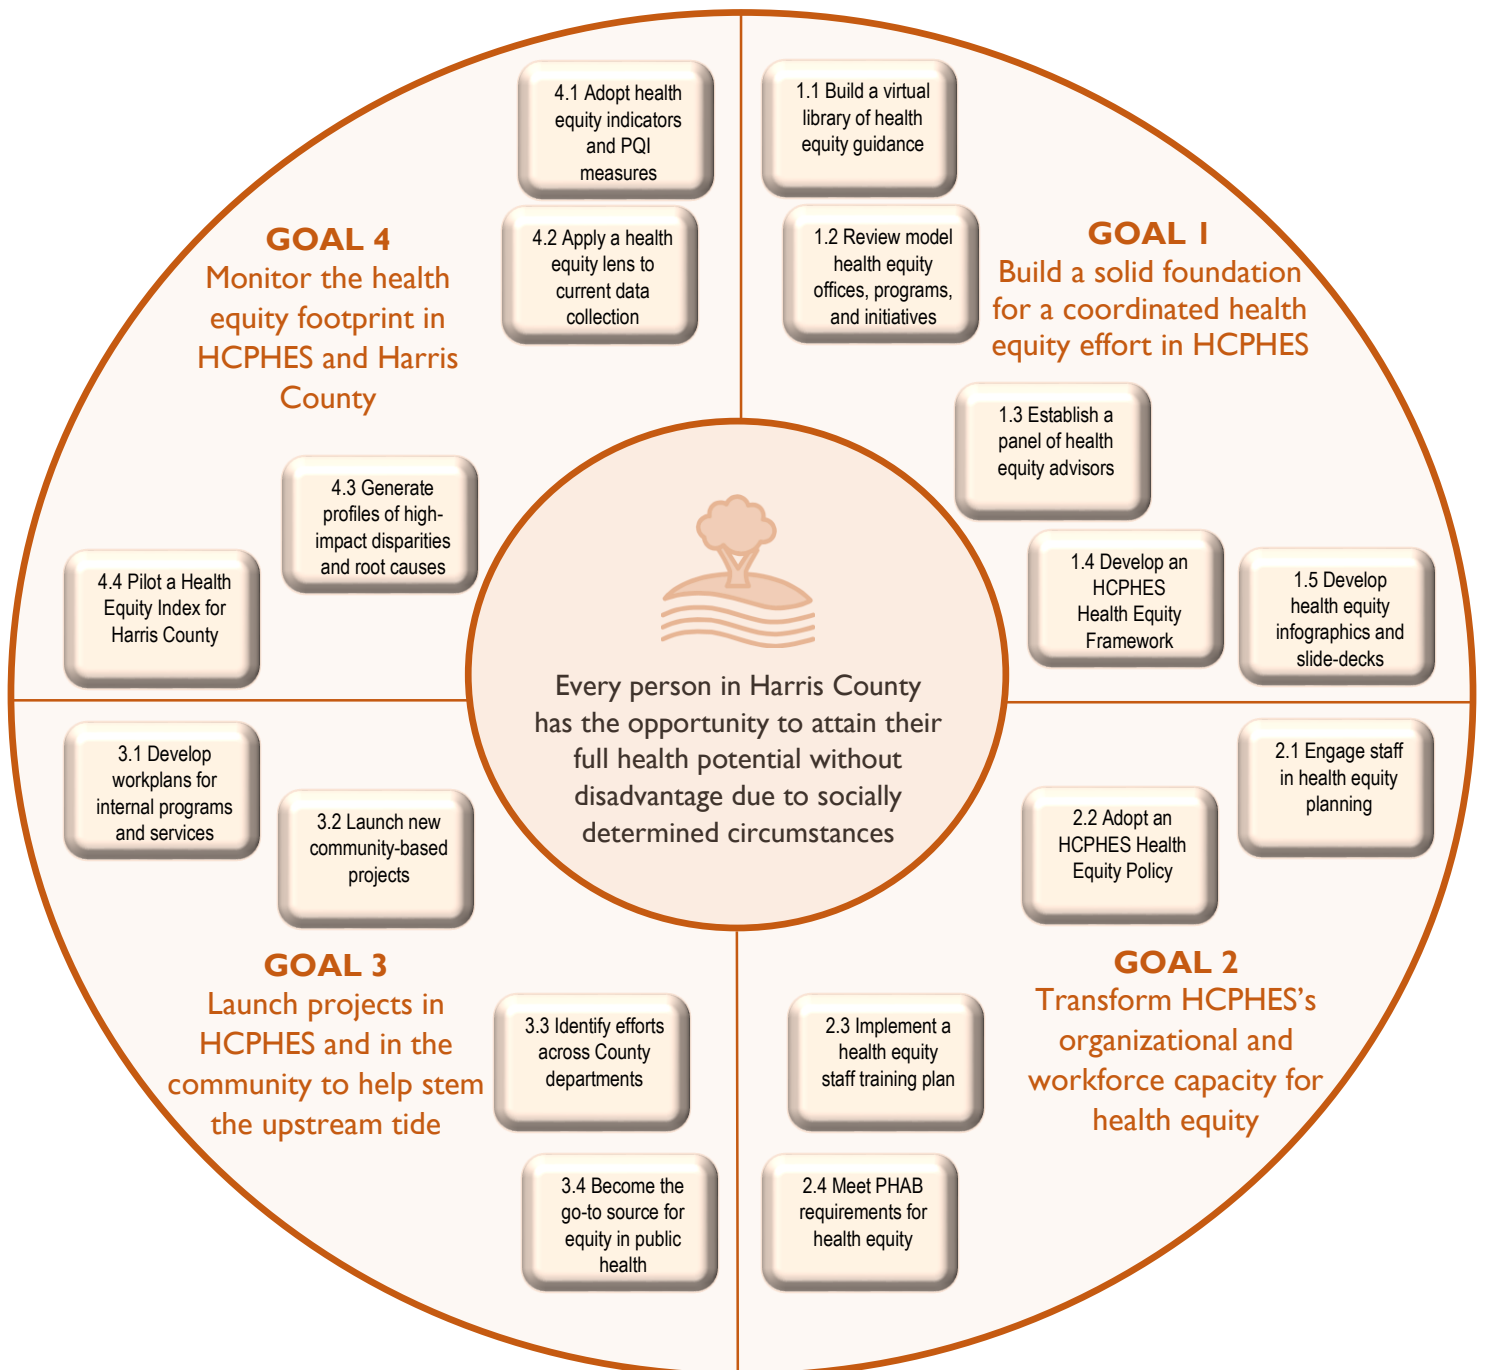 GOAL 1
Build a solid foundation
for a coordinated health
equity effort in HCPHES
1.1 Build a virtual
library of health
equity guidance
1.2 Review model
health equity
offices, programs,
and initiatives
1.3 Establish a
panel of health
equity advisors
1.4 Develop an
HCPHES
Health Equity
Framework
1.5 Develop
health equity
infographics and
slide-decks
GOAL 2
Transform HCPHES’s
organizational and
workforce capacity for
health equity
2.1 Engage staff
in health equity
planning
2.2 Adopt an
HCPHES Health
Equity Policy
2.3 Implement a
health equity
staff training plan
2.4 Meet PHAB
requirements for
health equity
GOAL 3
Launch projects in
HCPHES and in the
community to help stem
the upstream tide
3.1 Develop
workplans for
internal programs
and services
3.2 Launch new
community-based
projects
3.3 Identify efforts
across County
departments
3.4 Become the
go-to source for
equity in public
health
GOAL 4
Monitor the health
equity footprint in
HCPHES and Harris
County
4.1 Adopt health
equity indicators
and PQI
measures
4.2 Apply a health
equity lens to
current data
collection
4.3 Generate
profiles of high-
impact disparities
and root causes
4.4 Pilot a Health
Equity Index for
Harris County
Every person in Harris County
has the opportunity to attain their
full health potential without
disadvantage due to socially
determined circumstances